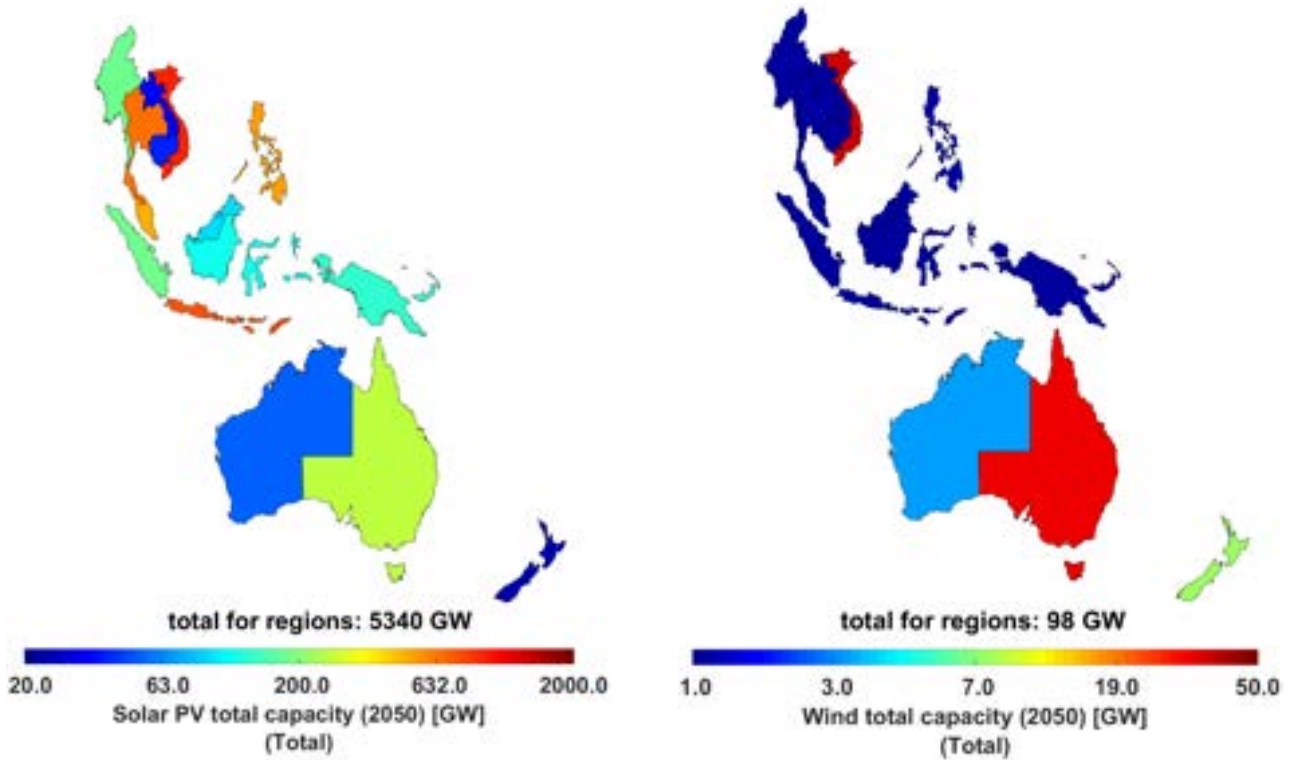 total for regions: 5340 GW
20.0 63.0 200.0 632.0 2000.0
Solar PV total capacity (2050) [GW]
(Total)
total for regions: 98 GW
1.0 3.0 7.0 19.0 50.0
Wind total capacity (2050) [GW]
(Total)